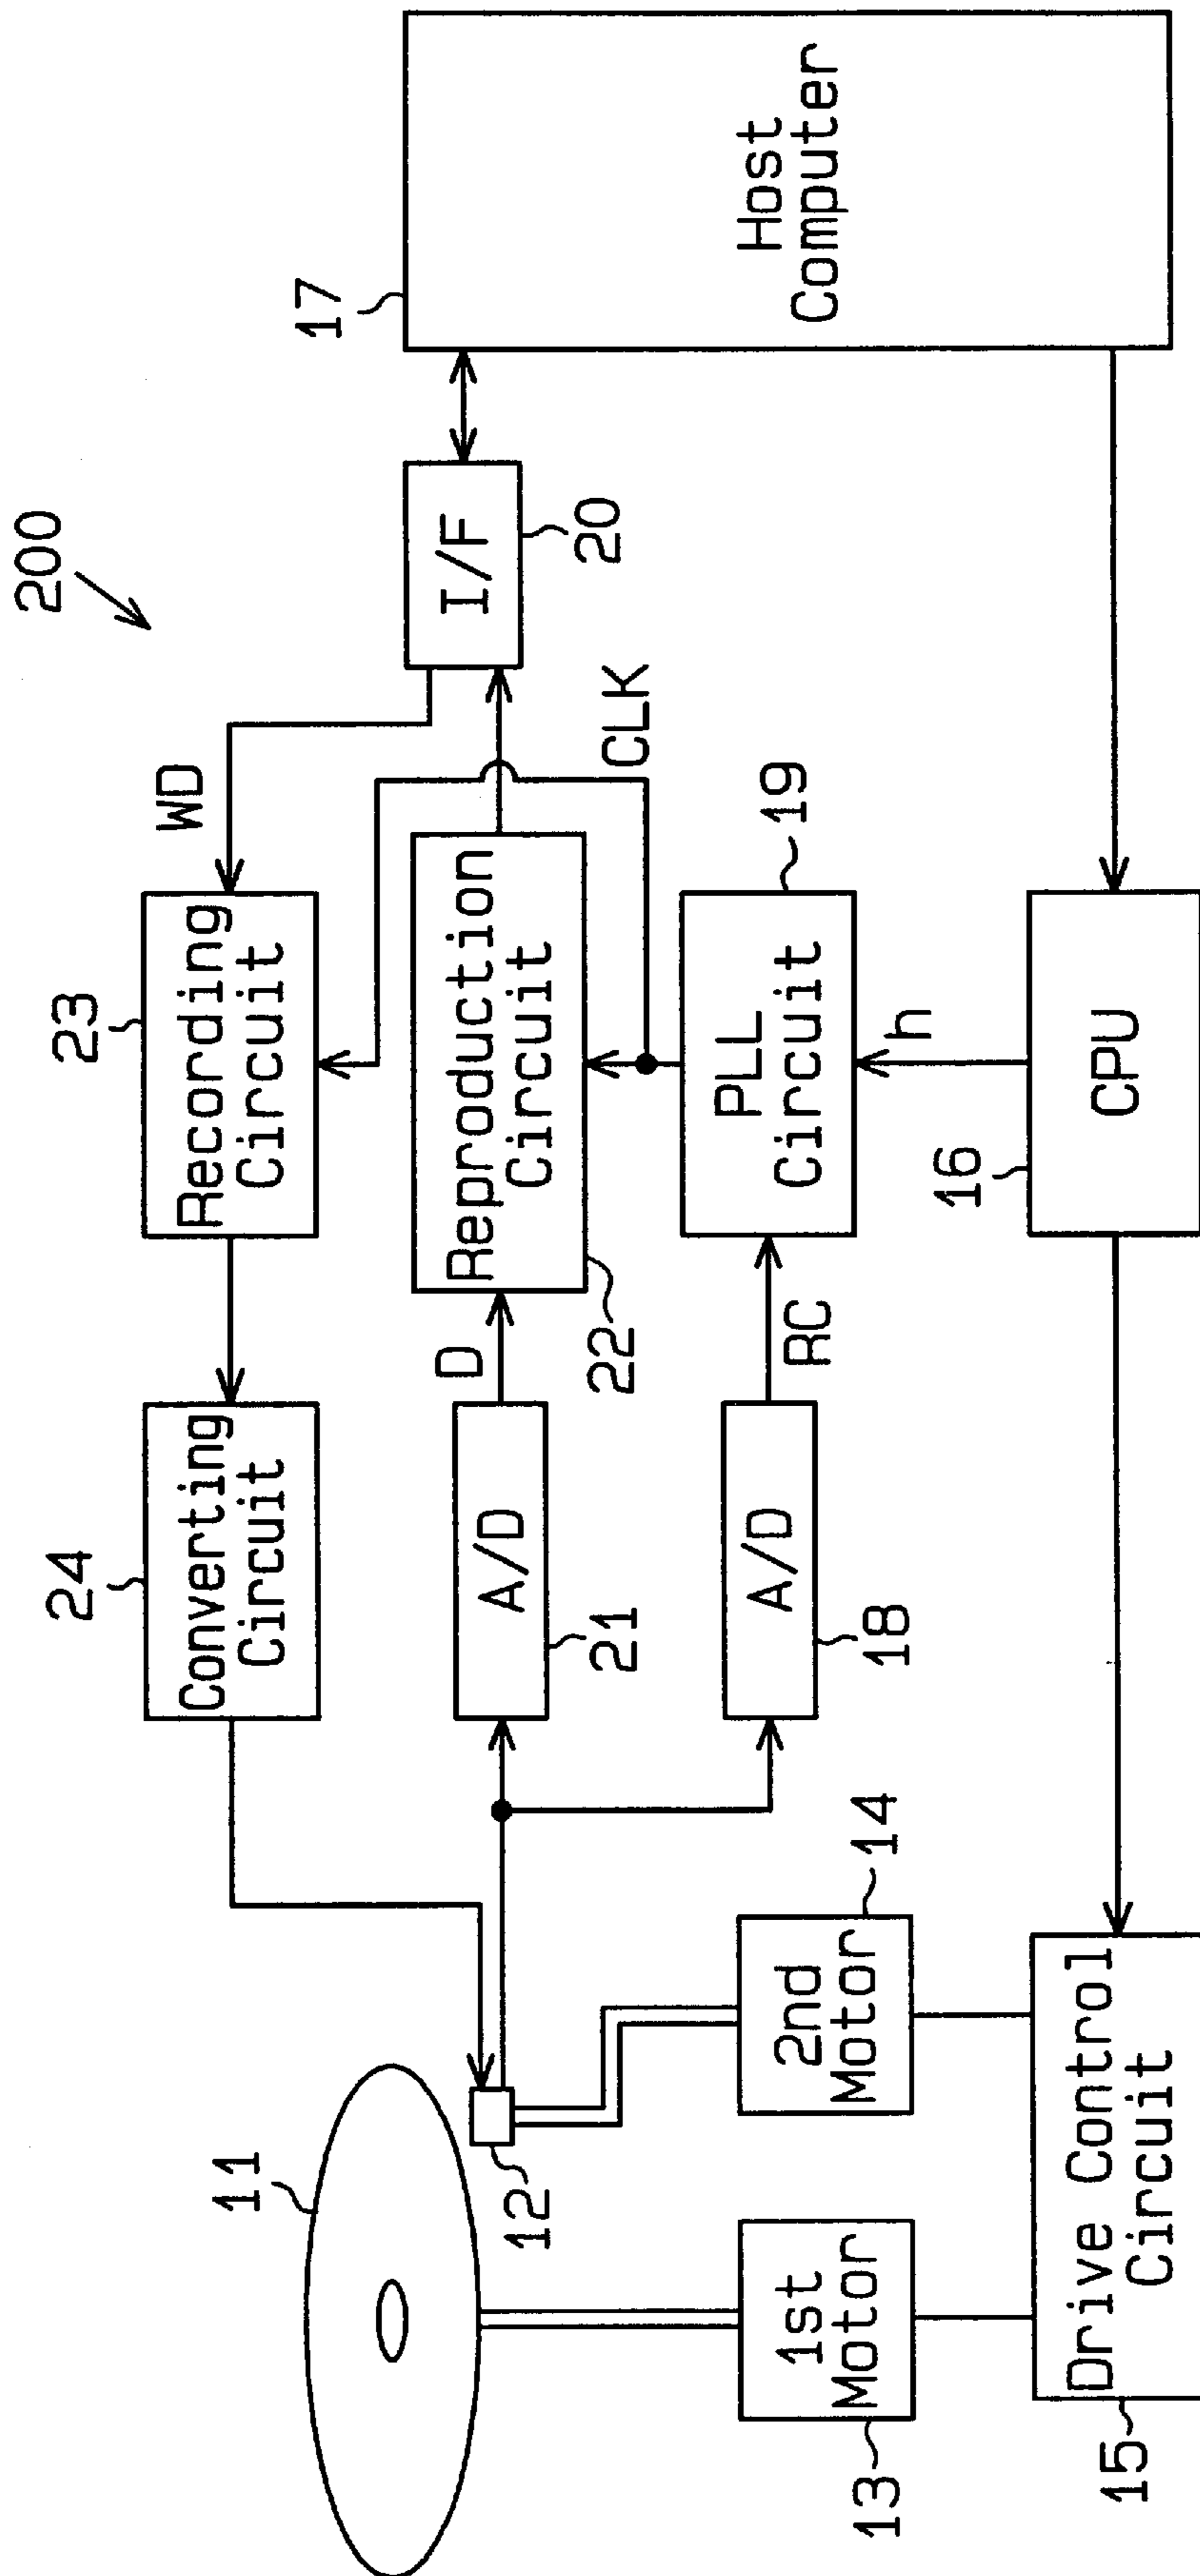 200
11
12
1st
Motor
13
2nd
Motor
14
Drive Control
Circuit
15
24
Converting
Circuit
23
Recording
Circuit
WD
A/D
21
D
Reproduction
Circuit
22
I/F
20
17
Host
Computer
A/D
18
RC
PLL
Circuit
19
CLK
h
16
CPU